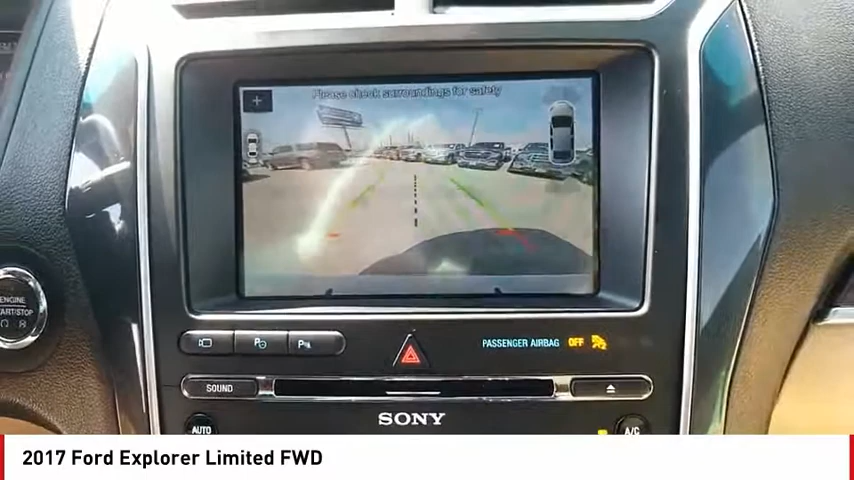 Please check surroundings for safety
ENGINE
START/STOP
PASSENGER AIRBAG OFF
SOUND
SONY
AUTO
A/C
2017 Ford Explorer Limited FWD